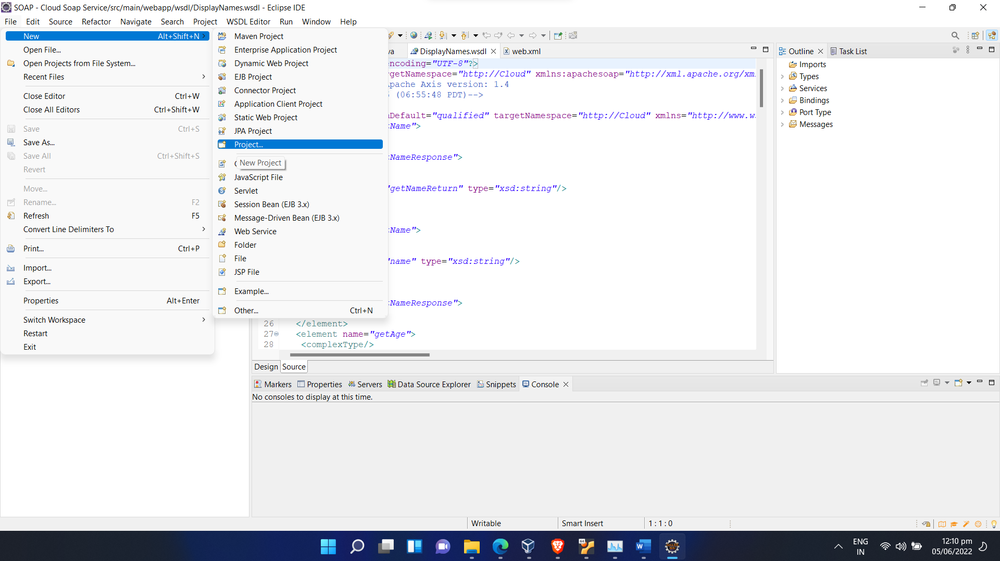 SOAP - Cloud Soap Service/src/main/webapp/wsdl/DisplayNames.wsdl - Eclipse IDE
File Edit Source Refactor Navigate Search Project WSDL Editor Run Window Help
New Alt+Shift+N
Open File...
Open Projects from File System...
Recent Files
Close Editor Ctrl+W
Close All Editors Ctrl+Shift+W
Save Ctrl+S
Save As...
Save All Ctrl+Shift+S
Revert
Move...
Rename... F2
Refresh F5
Convert Line Delimiters To
Print... Ctrl+P
Import...
Export...
Properties Alt+Enter
Switch Workspace
Restart
Exit
Maven Project
Enterprise Application Project
Dynamic Web Project
EJB Project
Connector Project
Application Client Project
Static Web Project
JPA Project
Project...
New Project
JavaScript File
Servlet
Session Bean (EJB 3.x)
Message-Driven Bean (EJB 3.x)
Web Service
Folder
File
JSP File
Example...
Other... Ctrl+N
va DisplayNames.wsdl web.xml
ncoding="UTF-8"?>
rgetNamespace="http://Cloud" xmlns:apachesoap="http://xml.apache.org/xm
Apache Axis version: 1.4
(06:55:48 PDT)-->
mDefault="qualified" targetNamespace="http://Cloud" xmlns="http://www.w
tName">
tNameResponse">
"getNameReturn" type="xsd:string"/>
tName">
"name" type="xsd:string"/>
tNameResponse">
26 </element>
27 <element name="getAge">
28 <complexType/>
Design Source
Outline Task List
Imports
Types
Services
Bindings
Port Type
Messages
Markers Properties Servers Data Source Explorer Snippets Console
No consoles to display at this time.
Writable Smart Insert 1 : 1 : 0
64
W
ENG
IN
12:10 pm
05/06/2022